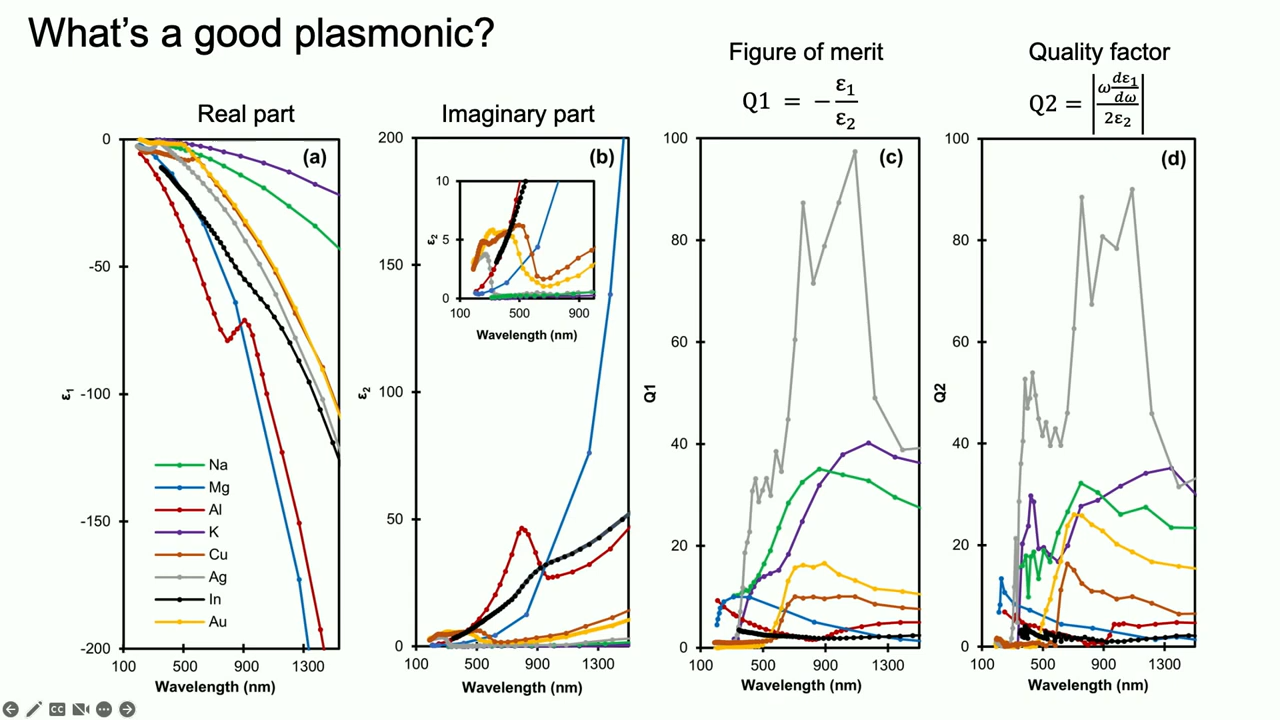 What's a good plasmonic?
Real part
(a)
0
-50
-100
-150
-200
ε1
100
500
900
1300
Wavelength (nm)
Na
Mg
Al
K
Cu
Ag
In
Au
Imaginary part
(b)
200
150
100
50
0
ε2
100
500
900
1300
Wavelength (nm)
10
5
0
ε2
100
500
900
Wavelength (nm)
Figure of merit
Q1 = − ε1/ε2
(c)
100
80
60
40
20
0
Q1
100
500
900
1300
Wavelength (nm)
Quality factor
Q2 = |ω dε1/dω / 2ε2|
(d)
100
80
60
40
20
0
Q2
100
500
900
1300
Wavelength (nm)
CC